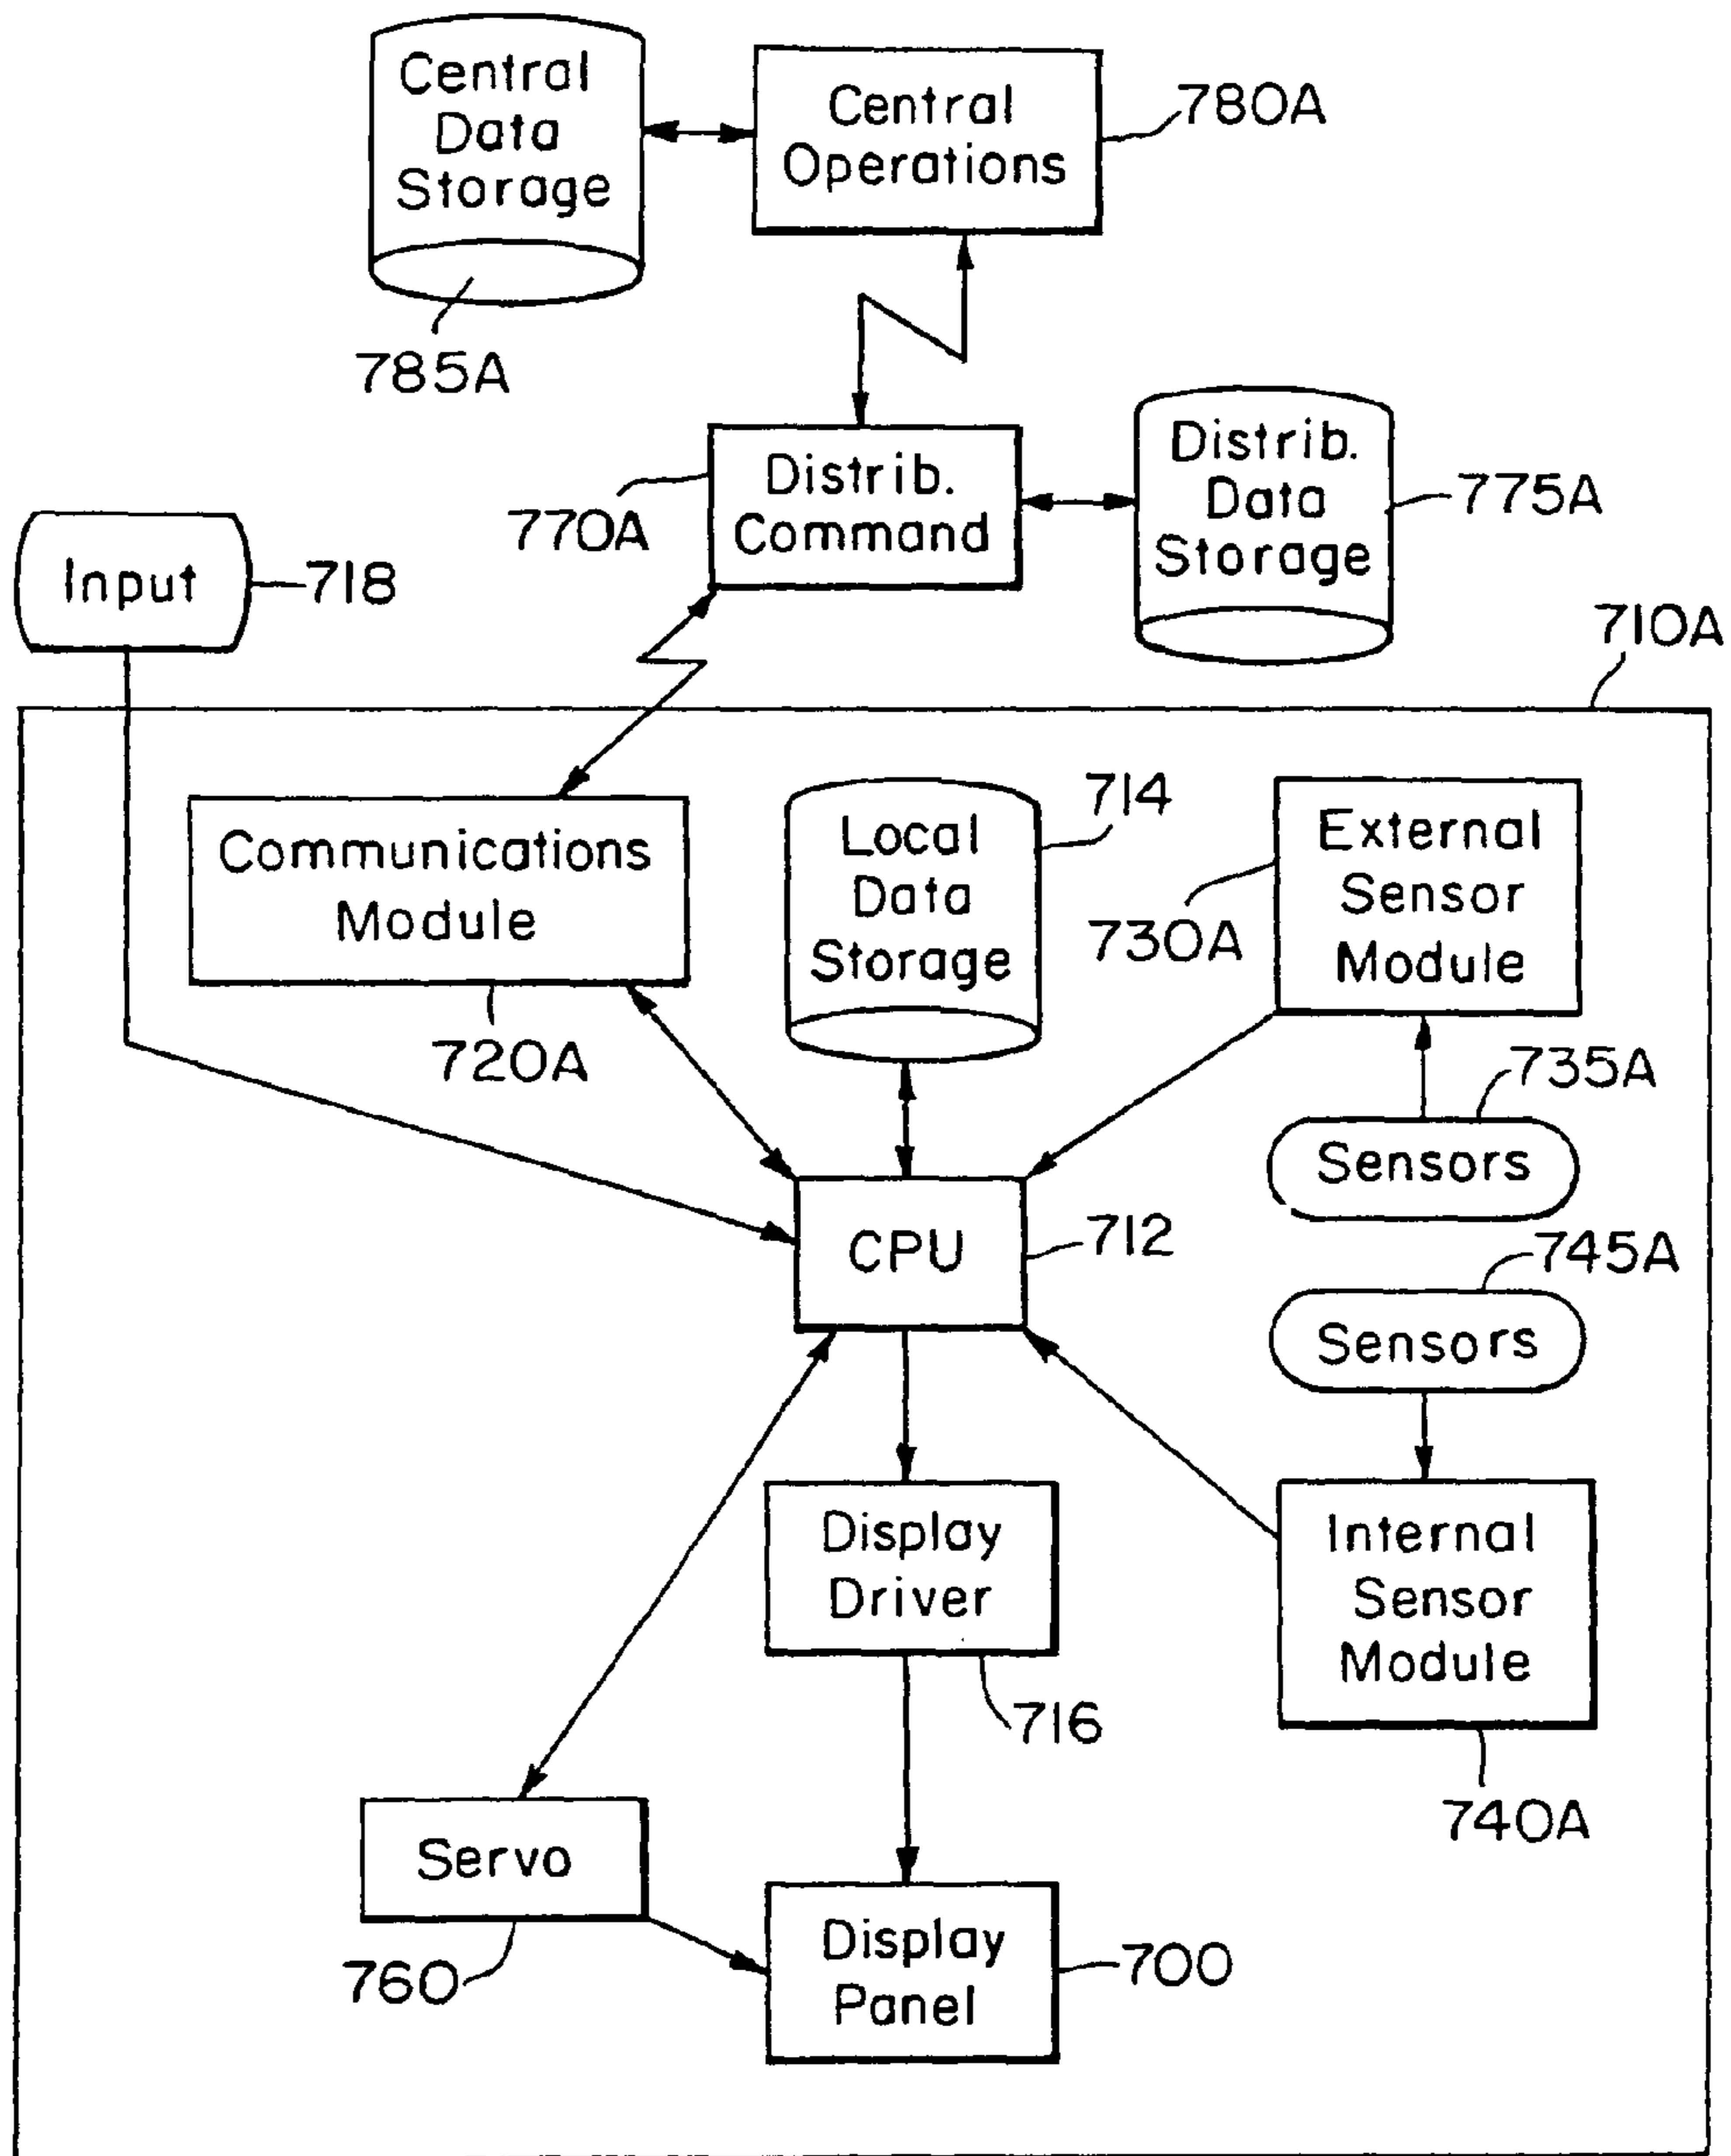 Central
Data
Storage
785A
Central
Operations
780A
Distrib.
Command
770A
Distrib.
Data
Storage
775A
Input
718
710A
Communications
Module
720A
Local
Data
Storage
714
External
Sensor
Module
730A
Sensors
735A
CPU
712
Sensors
745A
Display
Driver
716
Internal
Sensor
Module
740A
Servo
760
Display
Panel
700